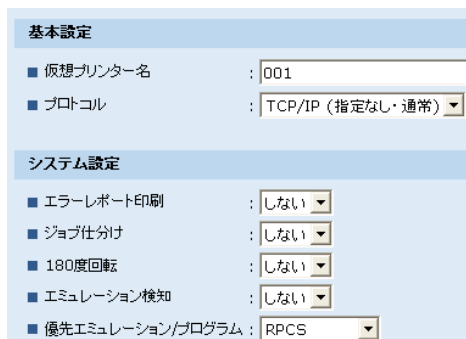 基本設定
■ 仮想プリンター名 : 001
■ プロトコル : TCP/IP (指定なし・通常)
システム設定
■ エラーレポート印刷 : しない
■ ジョブ仕分け : しない
■ 180度回転 : しない
■ エミュレーション検知 : しない
■ 優先エミュレーション/プログラム : RPCS